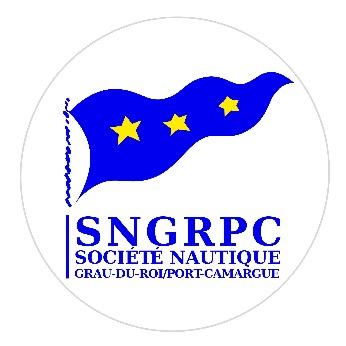 SNGRPC
SOCIÉTÉ NAUTIQUE
GRAU-DU-ROI/PORT-CAMARGUE